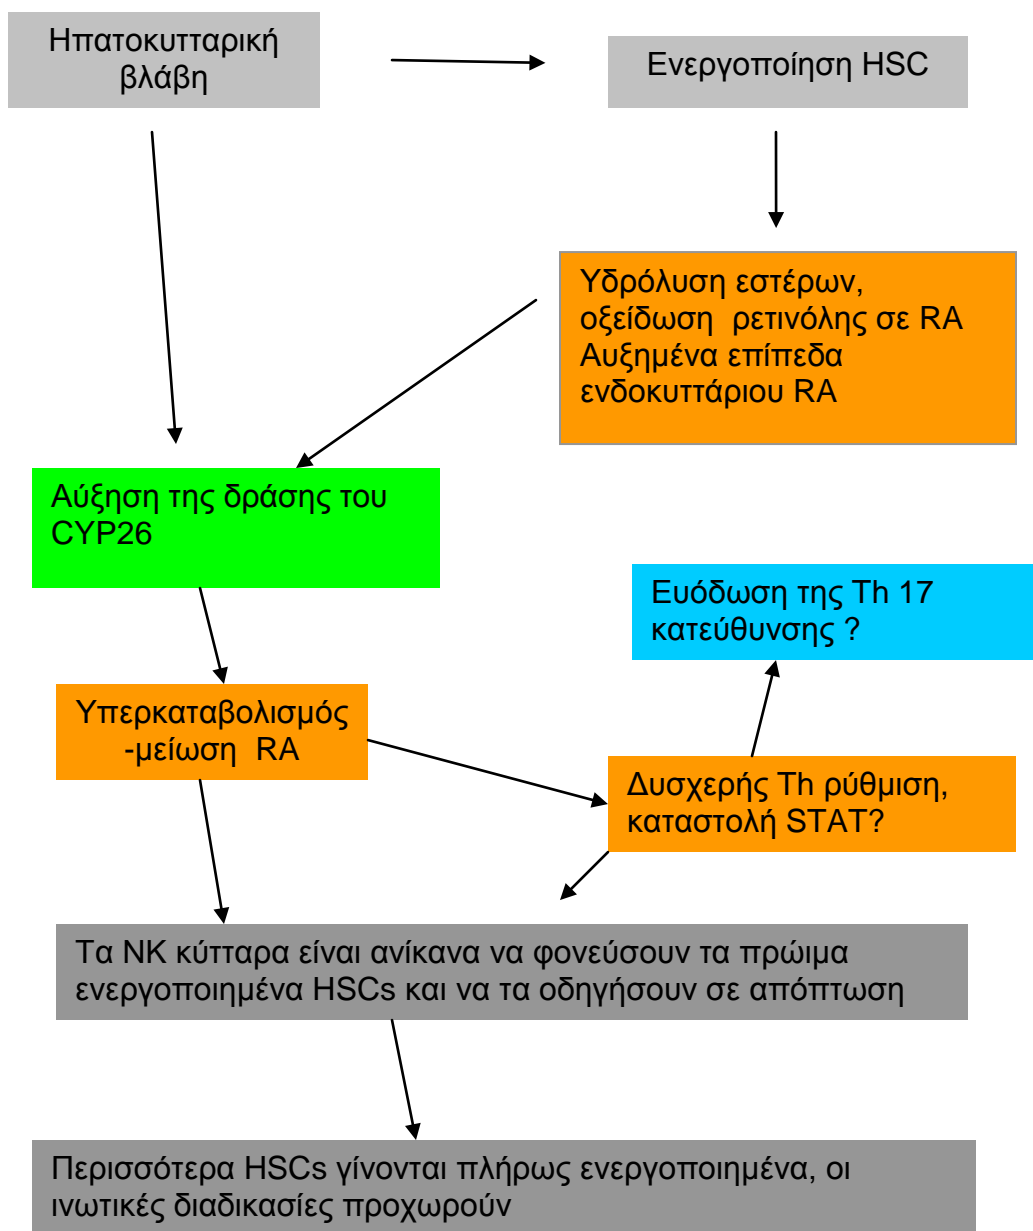 Ηπατοκυτταρική
βλάβη
Ενεργοποίηση HSC
Υδρόλυση εστέρων,
οξείδωση ρετινόλης σε RA
Αυξημένα επίπεδα
ενδοκυττάριου RA
Αύξηση της δράσης του
CYP26
Ευόδωση της Th 17
κατεύθυνσης ?
Υπερκαταβολισμός
-μείωση RA
Δυσχερής Th ρύθμιση,
καταστολή STAT?
Τα NK κύτταρα είναι ανίκανα να φονεύσουν τα πρώιμα
ενεργοποιημένα HSCs και να τα οδηγήσουν σε απόπτωση
Περισσότερα HSCs γίνονται πλήρως ενεργοποιημένα, οι
ινωτικές διαδικασίες προχωρούν